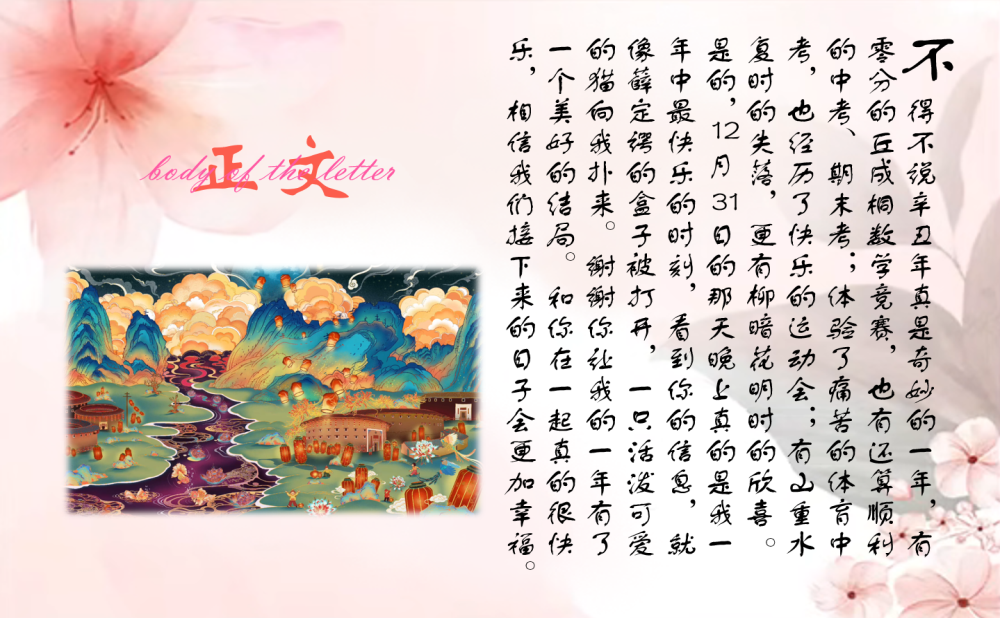 正文
body of the letter
不得不说辛丑年真是奇妙的一年，有
零分的丘成桐数学竞赛，也有还算顺利
的中考、期末考；体验了痛苦的体育中
考，也经历了快乐的运动会；有山重水
复时的失落，更有柳暗花明时的欣喜。
是的，12月31日的那天晚上真的是我一
年中最快乐的时刻，看到你的信息，就
像薛定谔的盒子被打开，一只活泼可爱
的猫向我扑来。谢谢你让我的一年有了
一个美好的结局。和你在一起真的很快
乐，相信我们接下来的日子会更加幸福。